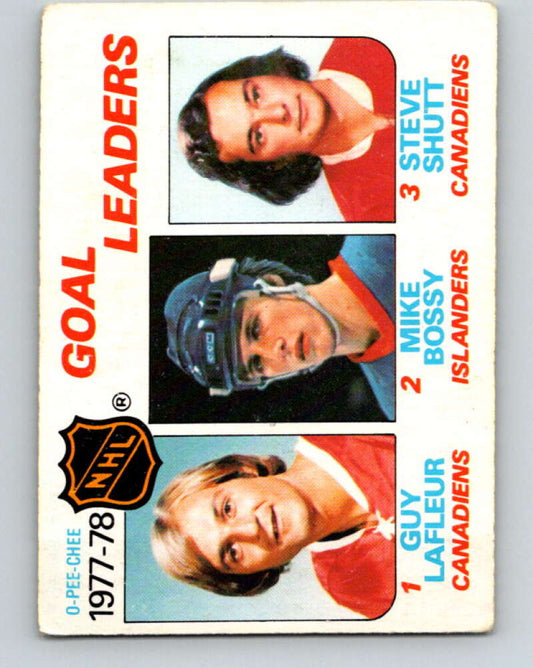 O-PEE-CHEE
1977-78
NHL
®
GOAL
LEADERS
1 GUY
LAFLEUR
CANADIENS
2 MIKE
BOSSY
ISLANDERS
3 STEVE
SHUTT
CANADIENS